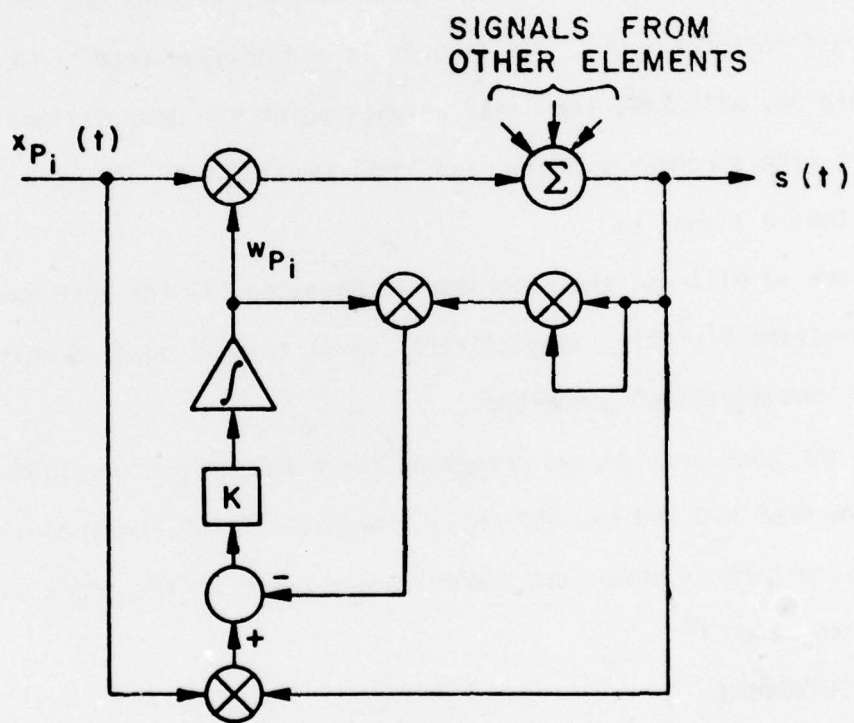 SIGNALS FROM
OTHER ELEMENTS
x_{P_i} (t)
Σ
s (t)
w_{P_i}
∫
K
-
+